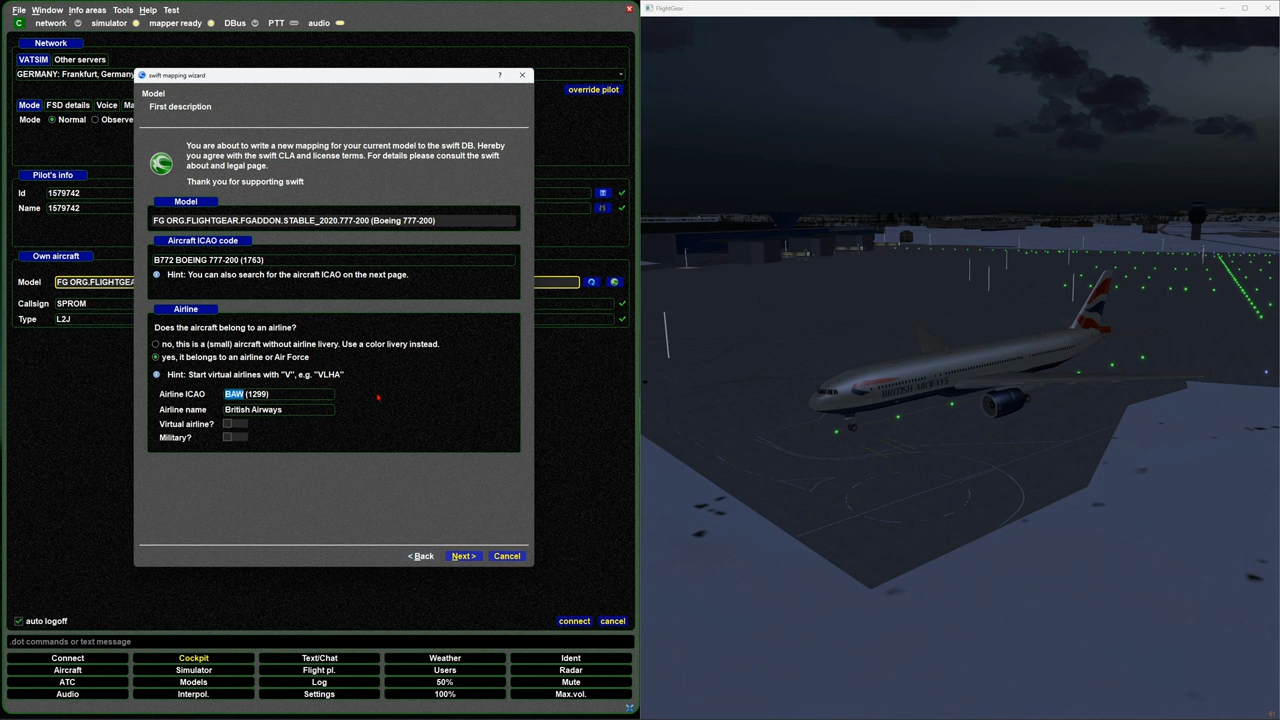 File Window Info areas Tools Help Test
C network simulator mapper ready DBus PTT audio
Network
VATSIM Other servers
GERMANY: Frankfurt, Germany
override pilot
Mode FSD details Voice Ma
Mode Normal Observe
Pilot's info
Id 1579742
Name 1579742
Own aircraft
Model FG ORG.FLIGHTGEA
Callsign SPROM
Type L2J
swift mapping wizard ?
Model
First description
You are about to write a new mapping for your current model to the swift DB. Hereby
you agree with the swift CLA and license terms. For details please consult the swift
about and legal page.
Thank you for supporting swift
Model
FG ORG.FLIGHTGEAR.FGADDON.STABLE_2020.777-200 (Boeing 777-200)
Aircraft ICAO code
B772 BOEING 777-200 (1763)
Hint: You can also search for the aircraft ICAO on the next page.
Airline
Does the aircraft belong to an airline?
no, this is a (small) aircraft without airline livery. Use a color livery instead.
yes, it belongs to an airline or Air Force
Hint: Start virtual airlines with "V", e.g. "VLHA"
Airline ICAO BAW (1299)
Airline name British Airways
Virtual airline?
Military?
< Back Next > Cancel
auto logoff
connect cancel
.dot commands or text message
Connect Cockpit Text/Chat Weather Ident
Aircraft Simulator Flight pl. Users Radar
ATC Models Log 50% Mute
Audio Interpol. Settings 100% Max.vol.
FlightGear
BRITISH AIRWAYS